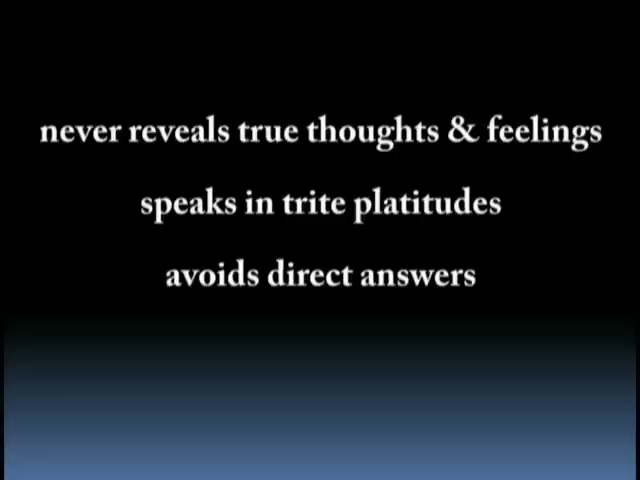 never reveals true thoughts & feelings
speaks in trite platitudes
avoids direct answers